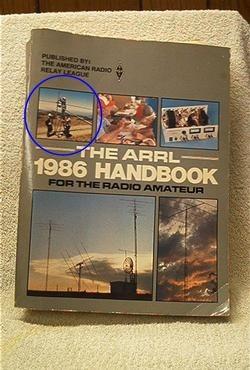 PUBLISHED BY:
THE AMERICAN RADIO
RELAY LEAGUE
THE ARRL
1986 HANDBOOK
FOR THE RADIO AMATEUR